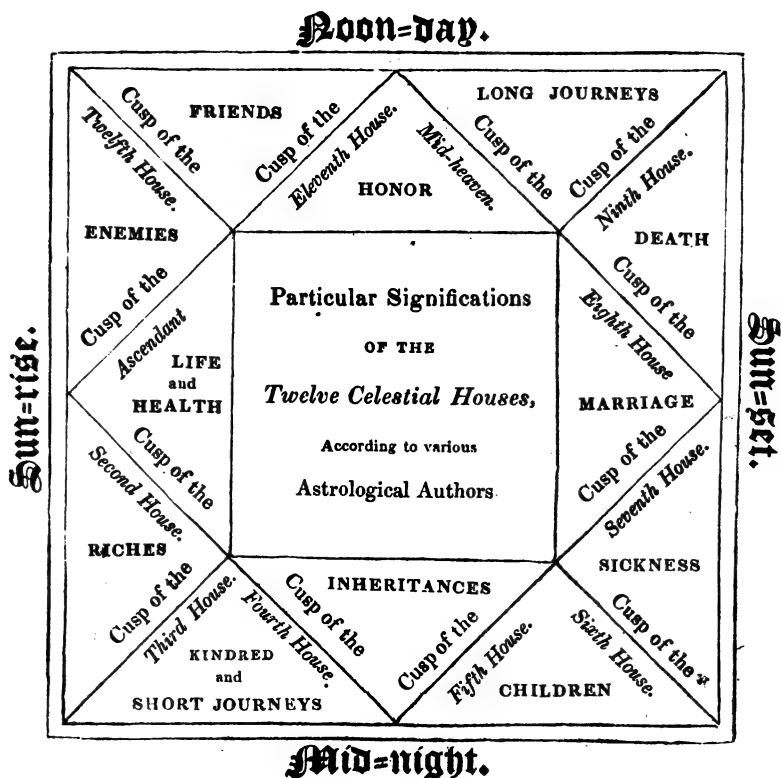 Noon=day.
FRIENDS
LONG JOURNEYS
Cusp of the
Twelfth House.
Cusp of the
Eleventh House.
HONOR
Cusp of the
Mid-heaven.
Cusp of the
Ninth House.
ENEMIES
DEATH
Cusp of the
Ascendant
Cusp of the
Eighth House
Sun=rise.
LIFE
and
HEALTH
Particular Significations
OF THE
Twelve Celestial Houses,
According to various
Astrological Authors
MARRIAGE
Sun=set.
Cusp of the
Second House.
Cusp of the
Seventh House.
RICHES
SICKNESS
Cusp of the
Third House.
Cusp of the
Fourth House.
INHERITANCES
Cusp of the
Fifth House.
Cusp of the
Sixth House.
KINDRED
and
SHORT JOURNEYS
CHILDREN
Mid=night.